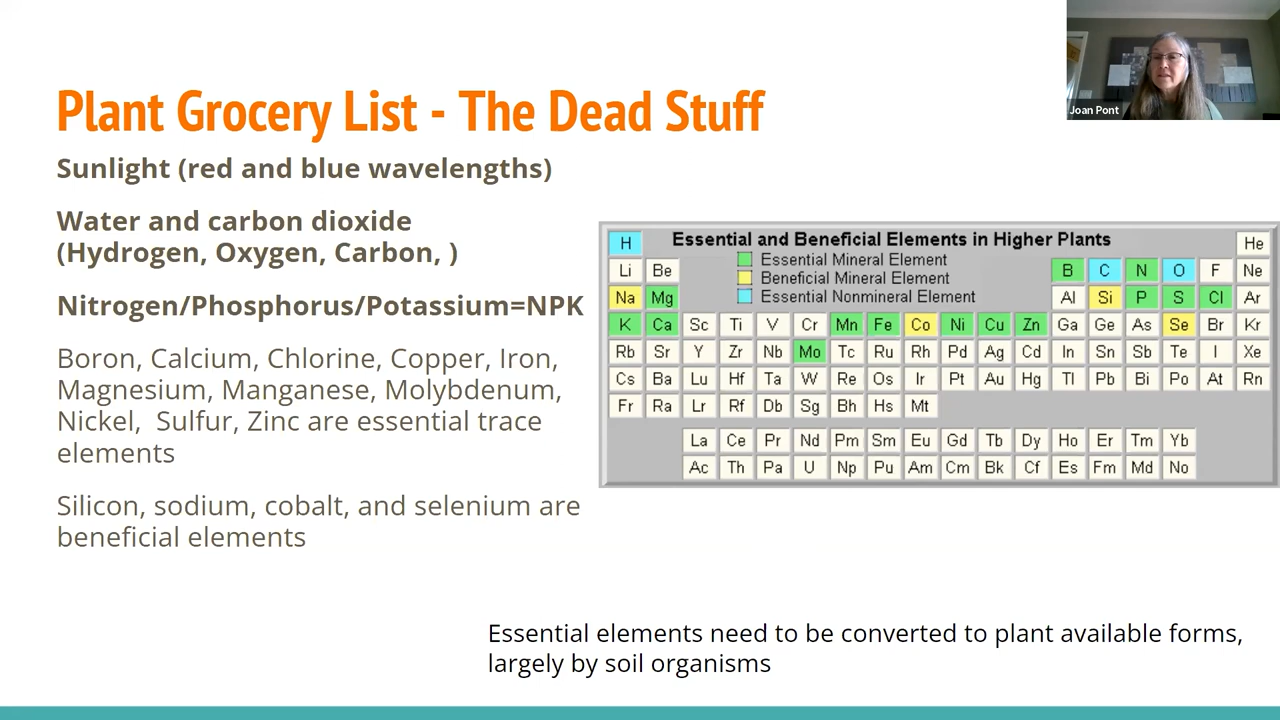 Plant Grocery List - The Dead Stuff
Joan Pont
Sunlight (red and blue wavelengths)
Water and carbon dioxide
(Hydrogen, Oxygen, Carbon, )
Nitrogen/Phosphorus/Potassium=NPK
Boron, Calcium, Chlorine, Copper, Iron,
Magnesium, Manganese, Molybdenum,
Nickel,  Sulfur, Zinc are essential trace
elements
Silicon, sodium, cobalt, and selenium are
beneficial elements
Essential and Beneficial Elements in Higher Plants
Essential Mineral Element
Beneficial Mineral Element
Essential Nonmineral Element
H He
Li Be B C N O F Ne
Na Mg Al Si P S Cl Ar
K Ca Sc Ti V Cr Mn Fe Co Ni Cu Zn Ga Ge As Se Br Kr
Rb Sr Y Zr Nb Mo Tc Ru Rh Pd Ag Cd In Sn Sb Te I Xe
Cs Ba Lu Hf Ta W Re Os Ir Pt Au Hg Tl Pb Bi Po At Rn
Fr Ra Lr Rf Db Sg Bh Hs Mt
La Ce Pr Nd Pm Sm Eu Gd Tb Dy Ho Er Tm Yb
Ac Th Pa U Np Pu Am Cm Bk Cf Es Fm Md No
Essential elements need to be converted to plant available forms,
largely by soil organisms